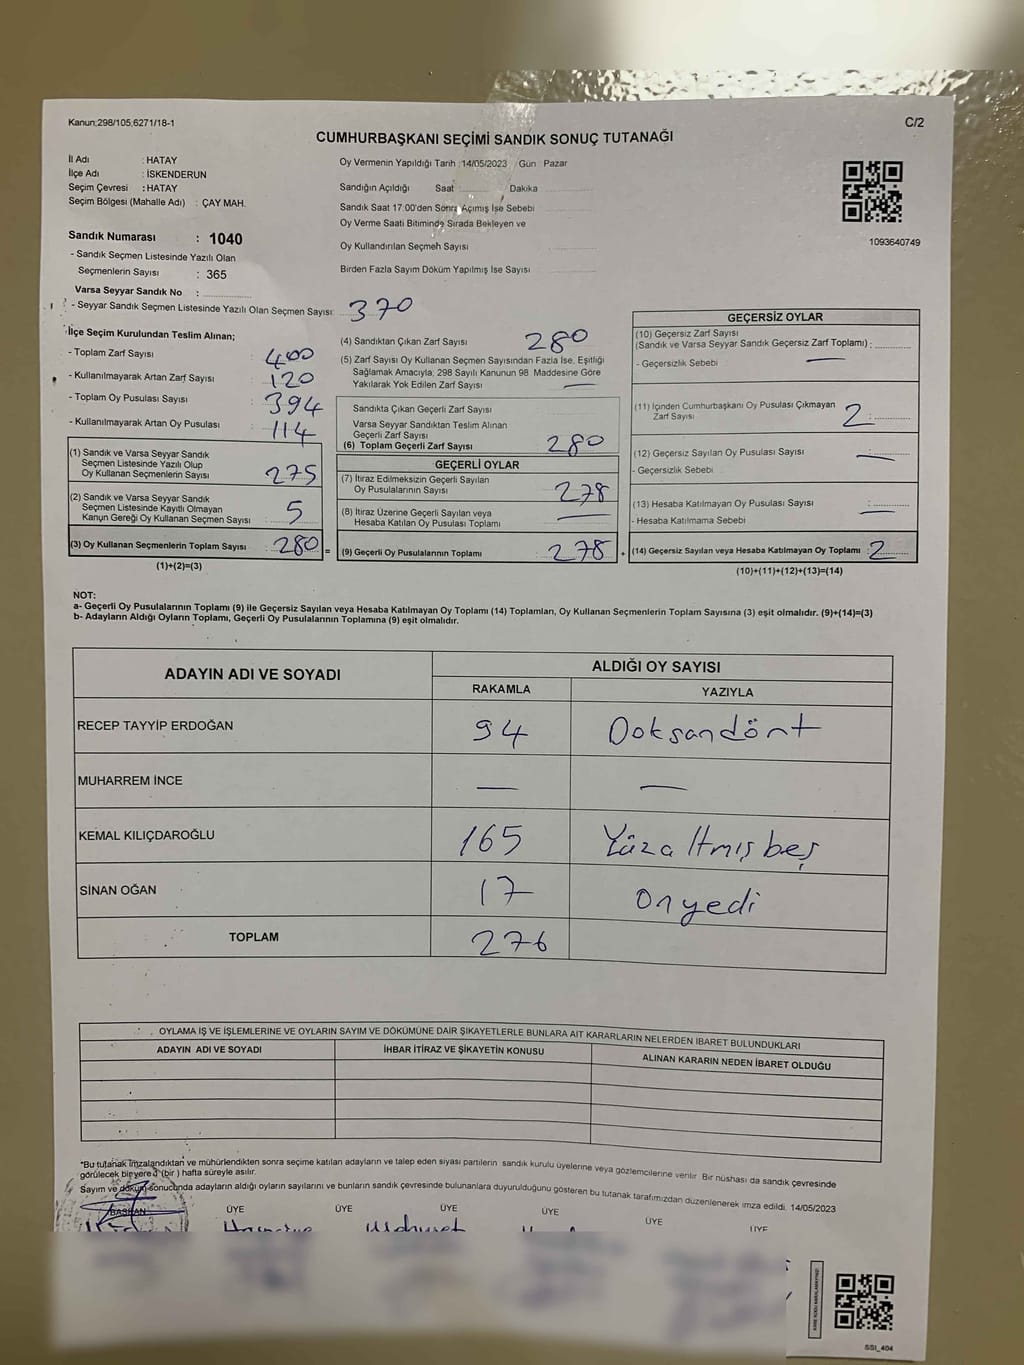 Kanun:298/105,6271/18-1
C/2
CUMHURBAŞKANI SEÇİMİ SANDIK SONUÇ TUTANAĞI
İl Adı : HATAY
İlçe Adı : İSKENDERUN
Seçim Çevresi : HATAY
Seçim Bölgesi (Mahalle Adı) : ÇAY MAH.
Sandık Numarası : 1040
- Sandık Seçmen Listesinde Yazılı Olan
Seçmenlerin Sayısı : 365
Varsa Seyyar Sandık No :
- Seyyar Sandık Seçmen Listesinde Yazılı Olan Seçmen Sayısı: 370
Oy Vermenin Yapıldığı Tarih :14/05/2023 Gün Pazar
Sandığın Açıldığı Saat Dakika
Sandık Saat 17:00'den Sonra Açımış İse Sebebi
Oy Verme Saati Bitiminde Sırada Bekleyen ve
Oy Kullandırılan Seçmen Sayısı
Birden Fazla Sayım Döküm Yapılmış İse Sayısı
1093640749
İlçe Seçim Kurulundan Teslim Alınan;
- Toplam Zarf Sayısı : 400
- Kullanılmayarak Artan Zarf Sayısı : 120
- Toplam Oy Pusulası Sayısı : 394
- Kullanılmayarak Artan Oy Pusulası : 114
(1) Sandık ve Varsa Seyyar Sandık
Seçmen Listesinde Yazılı Olup
Oy Kullanan Seçmenlerin Sayısı : 275
(2) Sandık ve Varsa Seyyar Sandık
Seçmen Listesinde Kayıtlı Olmayan
Kanun Gereği Oy Kullanan Seçmen Sayısı : 5
(3) Oy Kullanan Seçmenlerin Toplam Sayısı : 280
(1)+(2)=(3)
(4) Sandıktan Çıkan Zarf Sayısı : 280
(5) Zarf Sayısı Oy Kullanan Seçmen Sayısından Fazla İse, Eşitliği
Sağlamak Amacıyla; 298 Sayılı Kanunun 98. Maddesine Göre
Yakılarak Yok Edilen Zarf Sayısı : —
Sandıkta Çıkan Geçerli Zarf Sayısı
Varsa Seyyar Sandıktan Teslim Alınan
Geçerli Zarf Sayısı
(6) Toplam Geçerli Zarf Sayısı : 280
GEÇERLİ OYLAR
(7) İtiraz Edilmeksizin Geçerli Sayılan
Oy Pusulalarının Sayısı : 278
(8) İtiraz Üzerine Geçerli Sayılan veya
Hesaba Katılan Oy Pusulası Toplamı : —
= (9) Geçerli Oy Pusulalarının Toplamı : 278 +
GEÇERSİZ OYLAR
(10) Geçersiz Zarf Sayısı
(Sandık ve Varsa Seyyar Sandık Geçersiz Zarf Toplamı) : —
- Geçersizlik Sebebi
(11) İçinden Cumhurbaşkanı Oy Pusulası Çıkmayan
Zarf Sayısı : 2
(12) Geçersiz Sayılan Oy Pusulası Sayısı : —
- Geçersizlik Sebebi
(13) Hesaba Katılmayan Oy Pusulası Sayısı : —
- Hesaba Katılmama Sebebi
(14) Geçersiz Sayılan veya Hesaba Katılmayan Oy Toplamı : 2
(10)+(11)+(12)+(13)=(14)
NOT:
a- Geçerli Oy Pusulalarının Toplamı (9) ile Geçersiz Sayılan veya Hesaba Katılmayan Oy Toplamı (14) Toplamları, Oy Kullanan Seçmenlerin Toplam Sayısına (3) eşit olmalıdır. (9)+(14)=(3)
b- Adayların Aldığı Oyların Toplamı, Geçerli Oy Pusulalarının Toplamına (9) eşit olmalıdır.
ADAYIN ADI VE SOYADI
ALDIĞI OY SAYISI
RAKAMLA YAZIYLA
RECEP TAYYİP ERDOĞAN 94 Doksandört
MUHARREM İNCE — —
KEMAL KILIÇDAROĞLU 165 Yüzaltmışbeş
SİNAN OĞAN 17 onyedi
TOPLAM 276
OYLAMA İŞ VE İŞLEMLERİNE VE OYLARIN SAYIM VE DÖKÜMÜNE DAİR ŞİKAYETLERLE BUNLARA AİT KARARLARIN NELERDEN İBARET BULUNDUKLARI
ADAYIN ADI VE SOYADI İHBAR İTİRAZ VE ŞİKAYETİN KONUSU ALINAN KARARIN NEDEN İBARET OLDUĞU
*Bu tutanak imzalandıktan ve mühürlendikten sonra seçime katılan adayların ve talep eden siyasi partilerin sandık kurulu üyelerine veya gözlemcilerine verilir. Bir nüshası da sandık çevresinde
görülecek bir yere (bir) hafta süreyle asılır.
Sayım ve döküm sonucunda adayların aldığı oyların sayılarını ve bunların sandık çevresinde bulunanlara duyurulduğunu gösteren bu tutanak tarafımızdan düzenlenerek imza edildi. 14/05/2023
BAŞKAN ÜYE ÜYE ÜYE ÜYE ÜYE
SSI_404